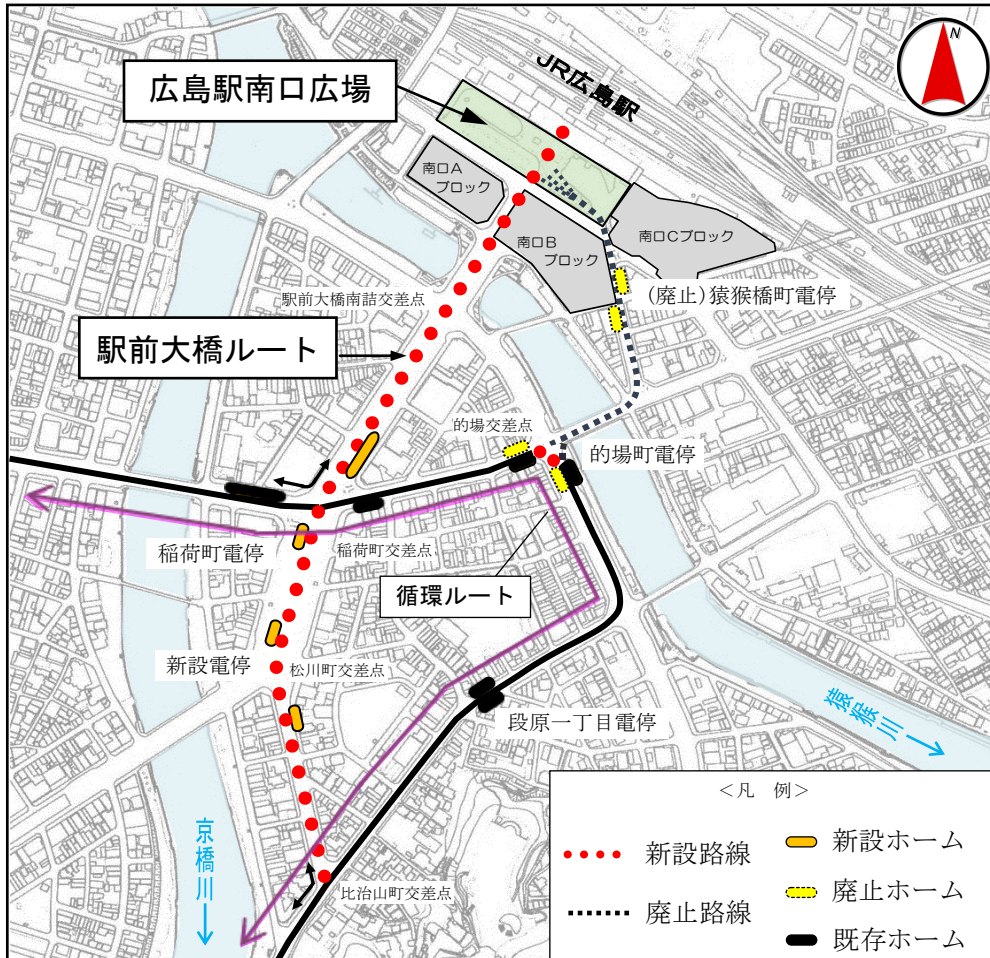 N
JR広島駅
広島駅南口広場
南口A
ブロック
南口B
ブロック
南口Cブロック
(廃止)猿猴橋町電停
駅前大橋南詰交差点
駅前大橋ルート
的場交差点
的場町電停
稲荷町電停
稲荷町交差点
循環ルート
新設電停
松川町交差点
段原一丁目電停
猿猴川
京橋川
比治山町交差点
<凡 例>
新設路線
新設ホーム
廃止路線
廃止ホーム
既存ホーム